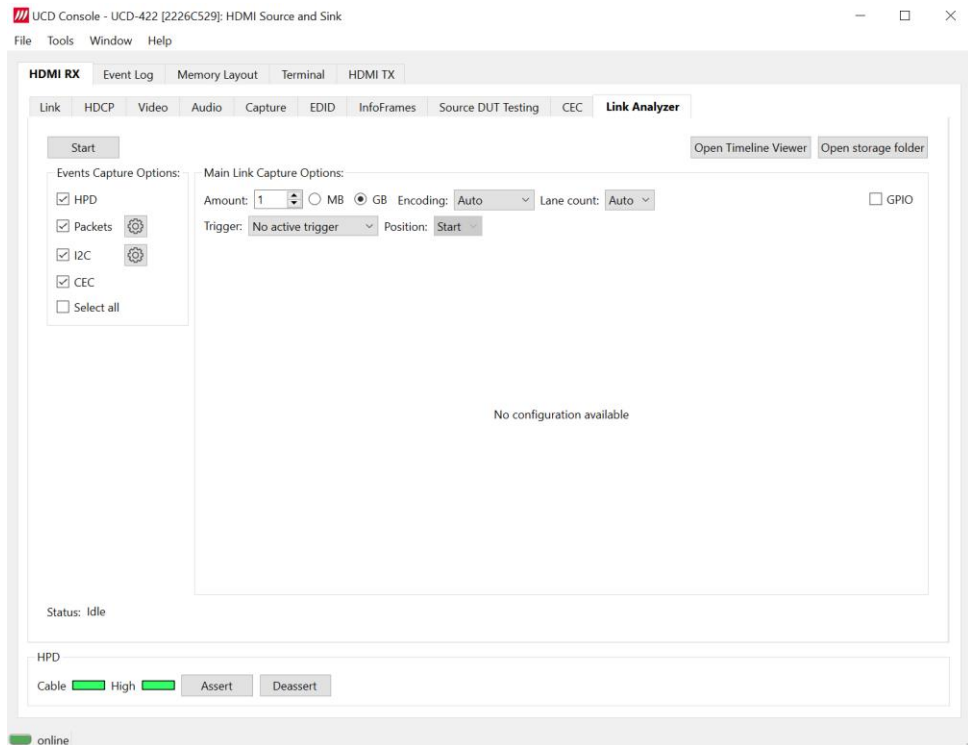 UCD Console - UCD-422 [2226C529]: HDMI Source and Sink
File Tools Window Help
HDMI RX Event Log Memory Layout Terminal HDMI TX
Link HDCP Video Audio Capture EDID InfoFrames Source DUT Testing CEC Link Analyzer
Start Open Timeline Viewer Open storage folder
Events Capture Options: Main Link Capture Options:
HPD Amount: 1 MB GB Encoding: Auto Lane count: Auto GPIO
Packets Trigger: No active trigger Position: Start
I2C
CEC
Select all
No configuration available
Status: Idle
HPD
Cable High Assert Deassert
online